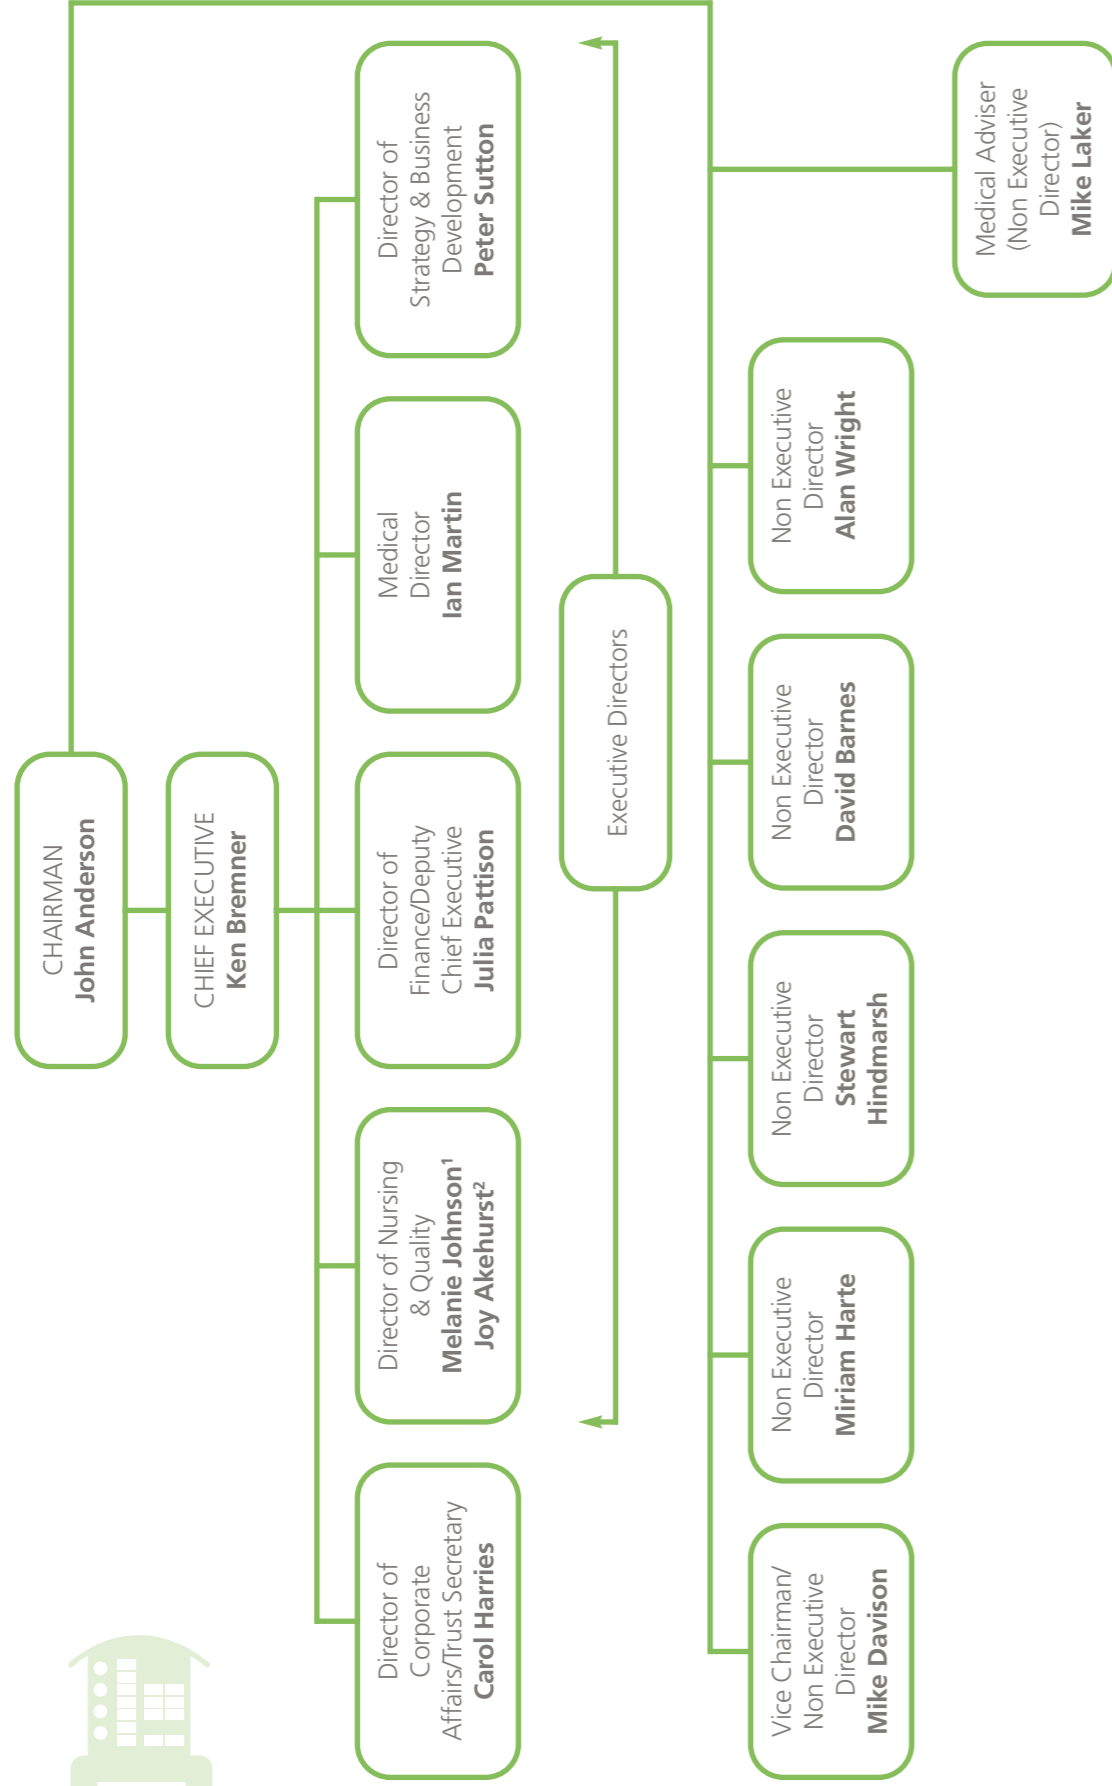 CHAIRMAN
John Anderson
CHIEF EXECUTIVE
Ken Bremner
Director of
Corporate
Affairs/Trust Secretary
Carol Harries
Director of Nursing
& Quality
Melanie Johnson¹
Joy Akehurst²
Director of
Finance/Deputy
Chief Executive
Julia Pattison
Medical
Director
Ian Martin
Director of
Strategy & Business
Development
Peter Sutton
Executive Directors
Vice Chairman/
Non Executive
Director
Mike Davison
Non Executive
Director
Miriam Harte
Non Executive
Director
Stewart
Hindmarsh
Non Executive
Director
David Barnes
Non Executive
Director
Alan Wright
Medical Adviser
(Non Executive
Director)
Mike Laker